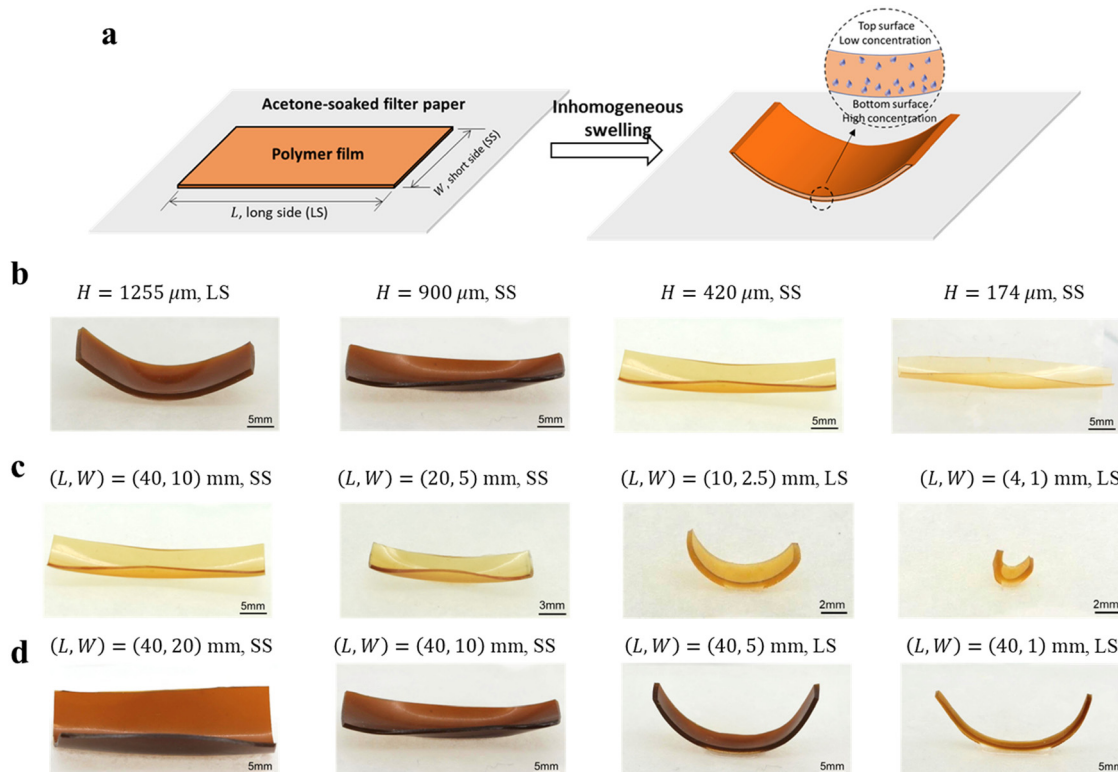 a
Top surface
Low concentration
Bottom surface
High concentration
Acetone-soaked filter paper
Polymer film
W, short side (SS)
L, long side (LS)
Inhomogeneous
swelling
b
H = 1255 μm, LS
H = 900 μm, SS
H = 420 μm, SS
H = 174 μm, SS
5mm
5mm
5mm
5mm
c
(L, W) = (40, 10) mm, SS
(L, W) = (20, 5) mm, SS
(L, W) = (10, 2.5) mm, LS
(L, W) = (4, 1) mm, LS
5mm
3mm
2mm
2mm
d
(L, W) = (40, 20) mm, SS
(L, W) = (40, 10) mm, SS
(L, W) = (40, 5) mm, LS
(L, W) = (40, 1) mm, LS
5mm
5mm
5mm
5mm